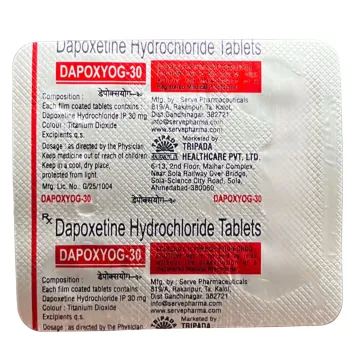 Dapoxetine Hydrochloride Tablets
DAPOXYOG-30
डेपोक्सयोग-३०
Composition :
Each film coated tablets contains :
Dapoxetine Hydrochloride IP 30 mg
Colour : Titanium Dioxide
Excipients q.s.
Dosage : as directed by the Physician
Keep medicine out of reach of children
Keep in a cool, dry place,
protected from light.
Mfg. Lic. No.: G/25/1004
Mfg. by : Serve Pharmaceuticals
819/A, Rakanpur, Ta. Kalol,
Dist.Gandhinagar. 382721
info@servepharma.com
www.servepharma.com
Marketed by
TRIPADA
HEALTHCARE PVT. LTD.
6-13, 2nd Floor, Malhar Complex
Near Sola Railway Over Bridge,
Sola-Science City Road, Sola,
Ahmedabad-380060
DAPOXYOG-30
डेपोक्सयोग-३०
DAPOXYOG-30
Rx Dapoxetine Hydrochloride Tablets
DAPOXYOG-30
डेपोक्सयोग-३०
Composition :
Each film coated tablets contains :
Dapoxetine Hydrochloride IP 30 mg
Colour : Titanium Dioxide
Excipients q.s.
Dosage : as directed by the Physician
Mfg. by : Serve Pharmaceuticals
819/A, Rakanpur, Ta. Kalol,
Dist.Gandhinagar. 382721
info@servepharma.com
www.servepharma.com
Marketed by
TRIPADA